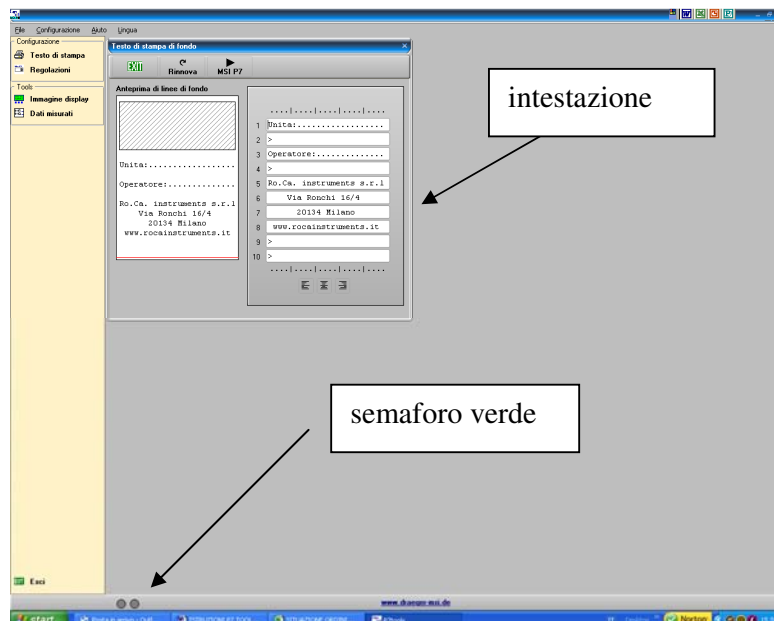 File Configurazione Aiuto Lingua
Configurazione
Testo di stampa
Regolazioni
Tools
Immagine display
Dati misurati
Esci
Testo di stampa di fondo
EXIT Rinnova MSI P7
Anteprima di linee di fondo
Unita:.................
Operatore:.............
Ro.Ca. instruments s.r.l
Via Ronchi 16/4
20134 Milano
www.rocainstruments.it
....|....|....|....|....
1 Unita:.................
2 >
3 Operatore:.............
4 >
5 Ro.Ca. instruments s.r.l
6 Via Ronchi 16/4
7 20134 Milano
8 www.rocainstruments.it
9 >
10 >
....|....|....|....|....
intestazione
semaforo verde
www.draeger-msi.de
start
Norton